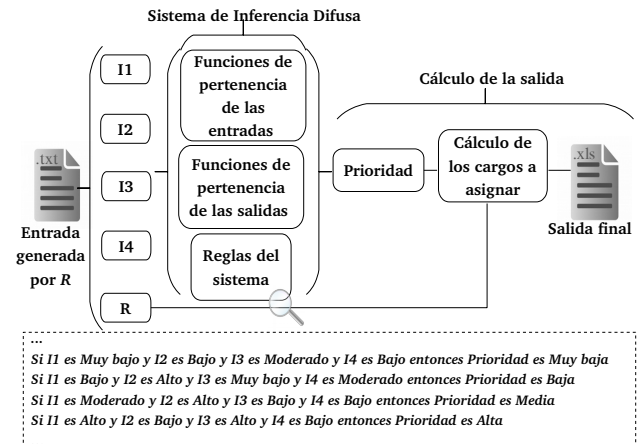 Sistema de Inferencia Difusa
I1
I2
I3
I4
R
Funciones de
pertenencia
de las
entradas
Funciones de
pertenencia
de las salidas
Reglas del
sistema
Cálculo de la salida
Prioridad
Cálculo de
los cargos a
asignar
.txt
Entrada
generada
por R
.xls
Salida final
...
Si I1 es Muy bajo y I2 es Bajo y I3 es Moderado y I4 es Bajo entonces Prioridad es Muy baja
Si I1 es Bajo y I2 es Alto y I3 es Muy bajo y I4 es Moderado entonces Prioridad es Baja
Si I1 es Moderado y I2 es Alto y I3 es Bajo y I4 es Bajo entonces Prioridad es Media
Si I1 es Alto y I2 es Bajo y I3 es Alto y I4 es Bajo entonces Prioridad es Alta